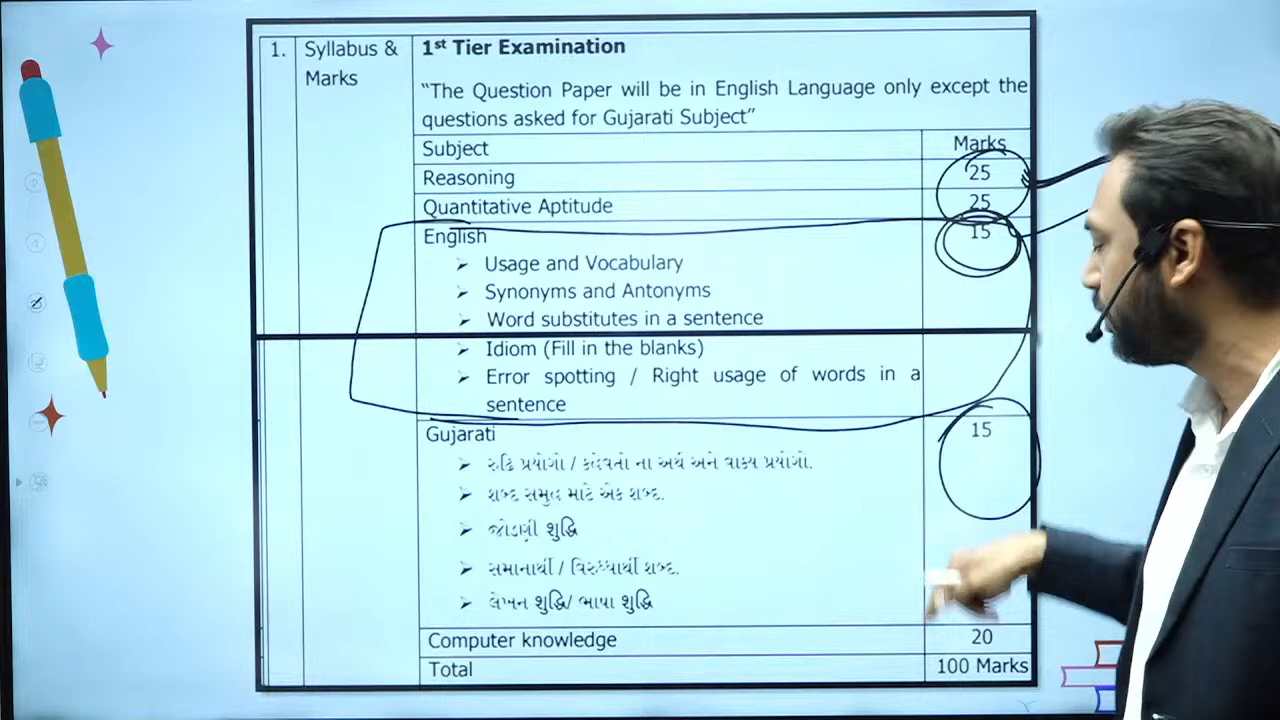 1. Syllabus & Marks
1st Tier Examination
“The Question Paper will be in English Language only except the
questions asked for Gujarati Subject”
Subject Marks
Reasoning 25
Quantitative Aptitude 25
English 15
➢ Usage and Vocabulary
➢ Synonyms and Antonyms
➢ Word substitutes in a sentence
➢ Idiom (Fill in the blanks)
➢ Error spotting / Right usage of words in a
sentence
Gujarati 15
➢ રુઢિ પ્રયોગો / કહેવતો ના અર્થ અને વાક્ય પ્રયોગો.
➢ શબ્દ સમુહ માટે એક શબ્દ.
➢ જોડણી શુદ્ધિ
➢ સમાનાર્થી / વિરુધ્યાર્થી શબ્દ.
➢ લેખન શુદ્ધિ/ ભાષા શુદ્ધિ
Computer knowledge 20
Total 100 Marks